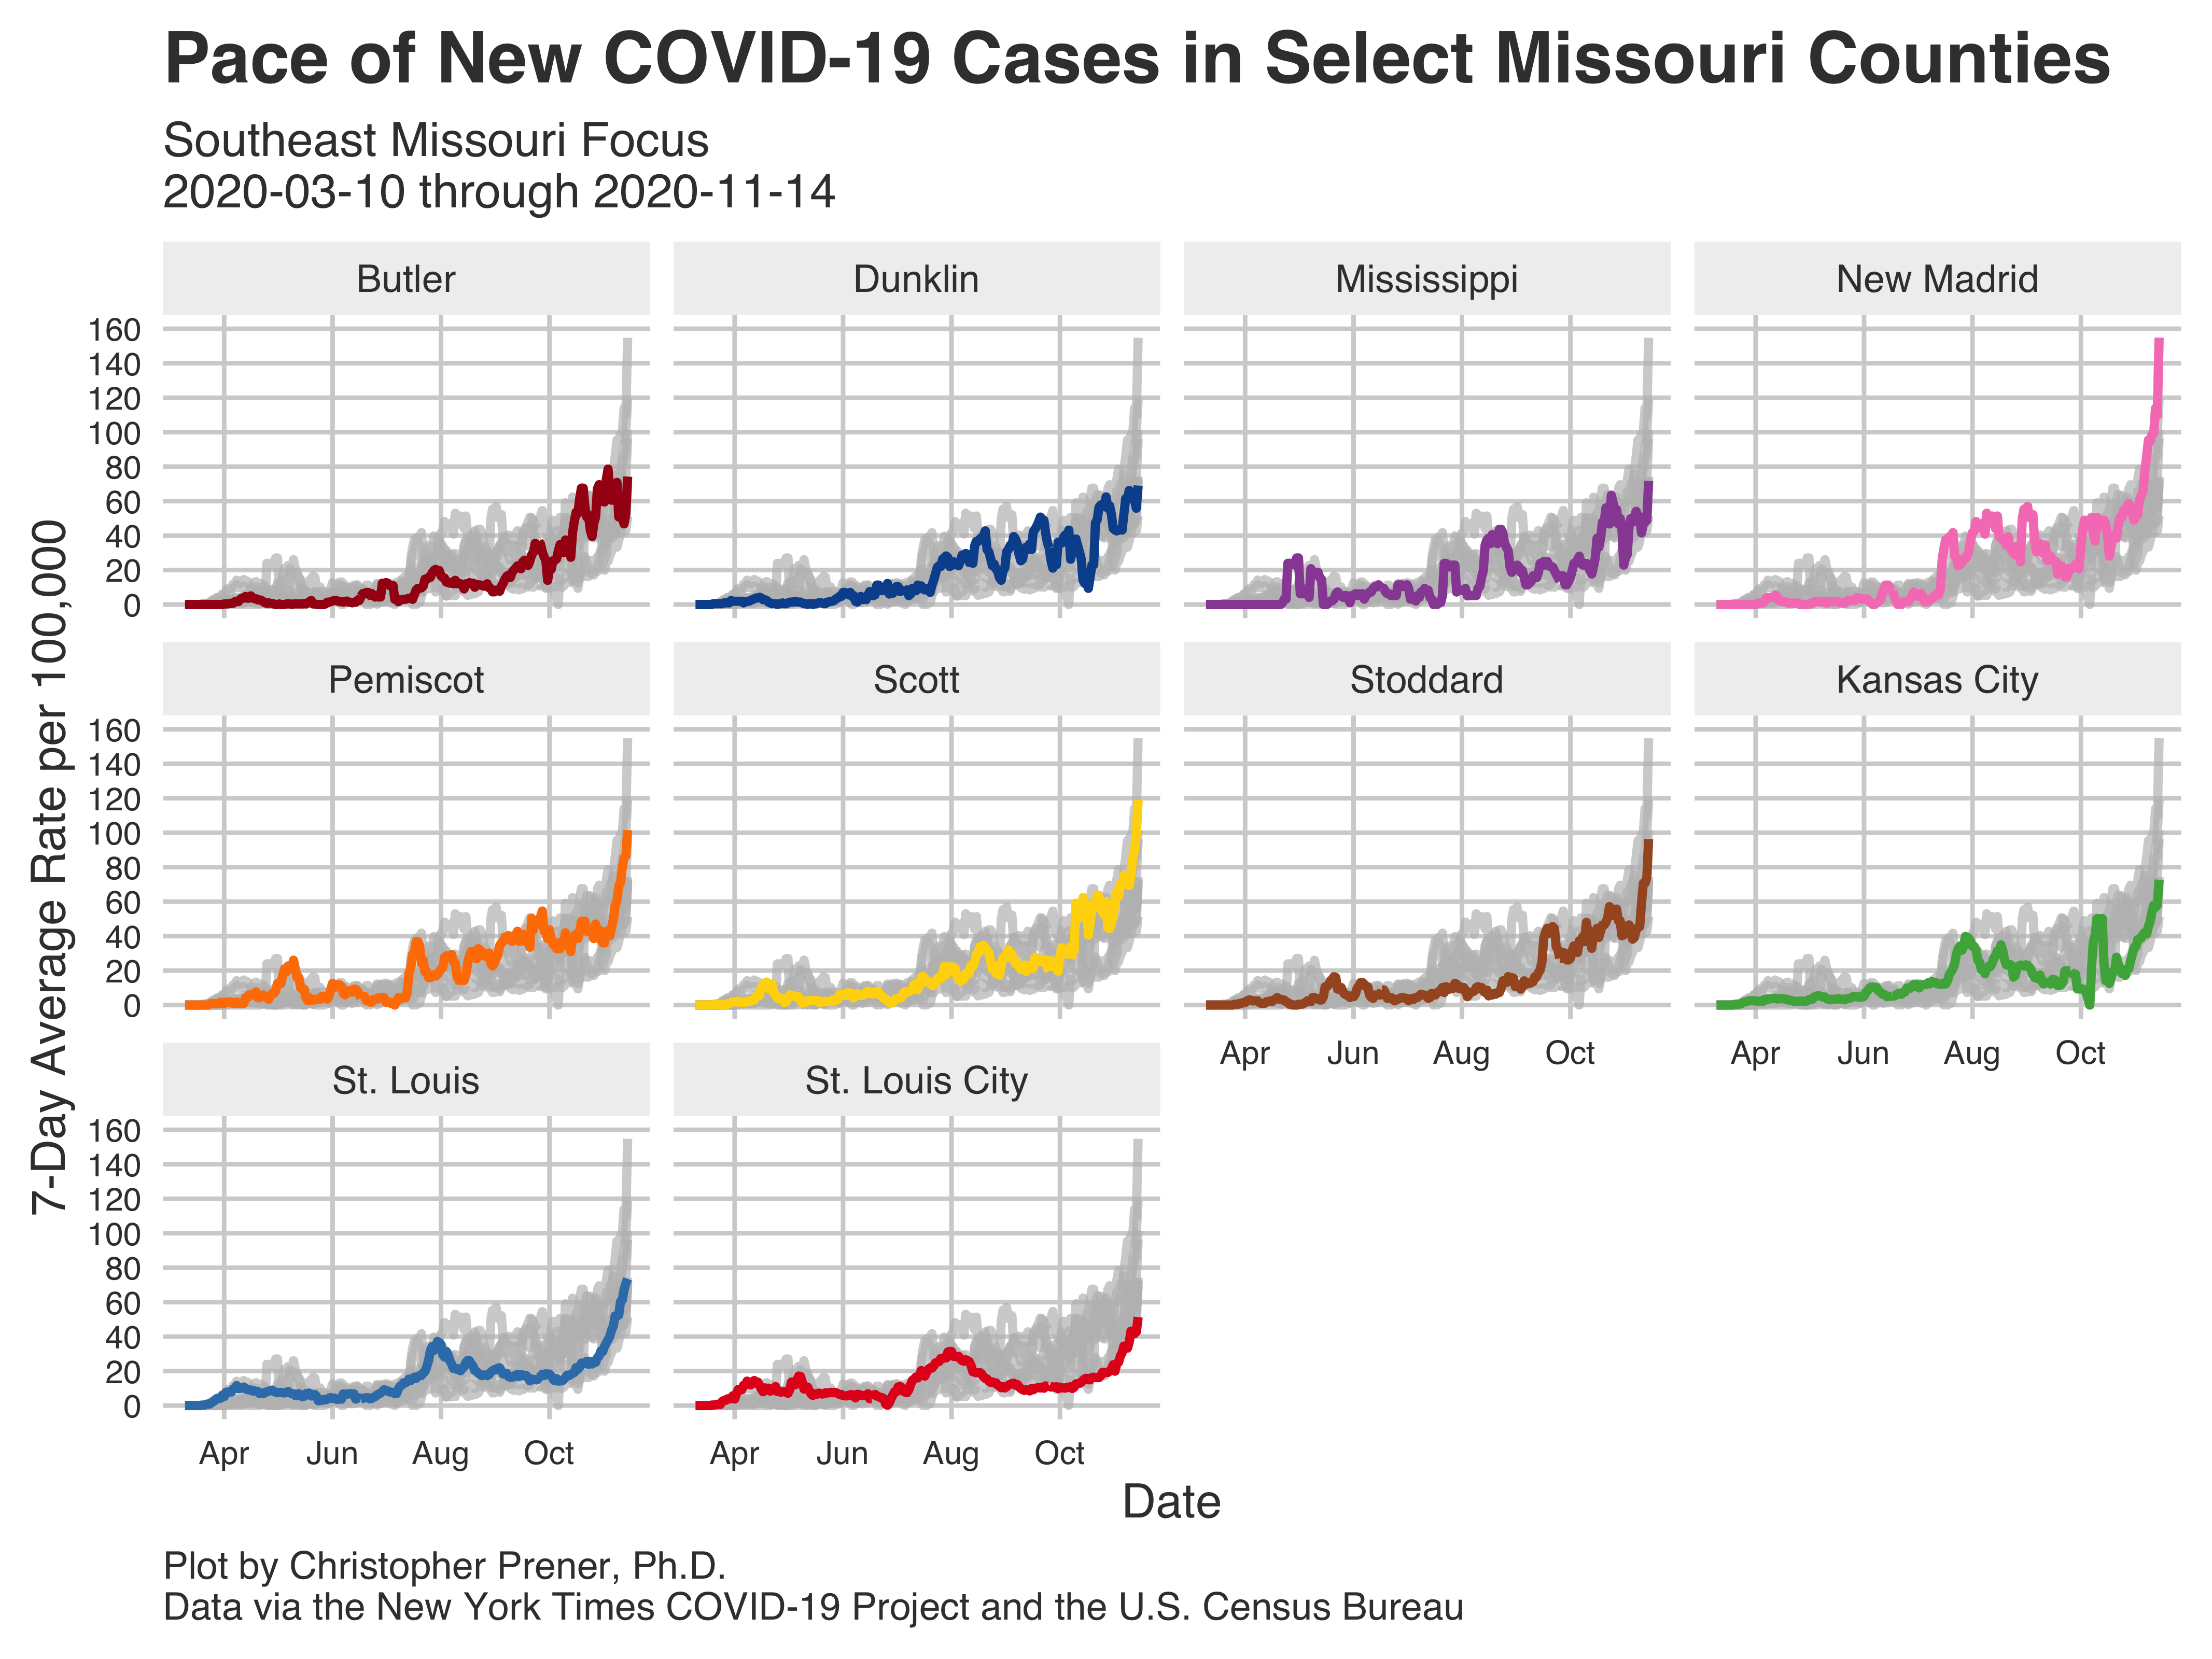 Pace of New COVID-19 Cases in Select Missouri Counties
Southeast Missouri Focus
2020-03-10 through 2020-11-14
7-Day Average Rate per 100,000
Butler
Dunklin
Mississippi
New Madrid
160
140
120
100
80
60
40
20
0
Pemiscot
Scott
Stoddard
Kansas City
160
140
120
100
80
60
40
20
0
Apr Jun Aug Oct
Apr Jun Aug Oct
St. Louis
St. Louis City
160
140
120
100
80
60
40
20
0
Apr Jun Aug Oct
Apr Jun Aug Oct
Date
Plot by Christopher Prener, Ph.D.
Data via the New York Times COVID-19 Project and the U.S. Census Bureau